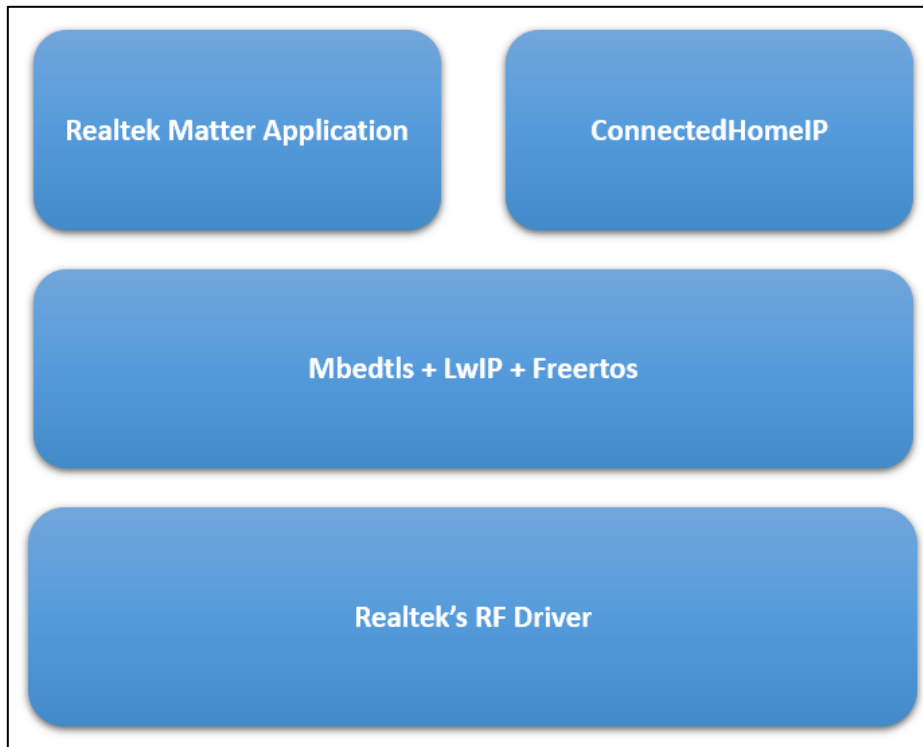 Realtek Matter Application
ConnectedHomeIP
Mbedtls + LwIP + Freertos
Realtek’s RF Driver